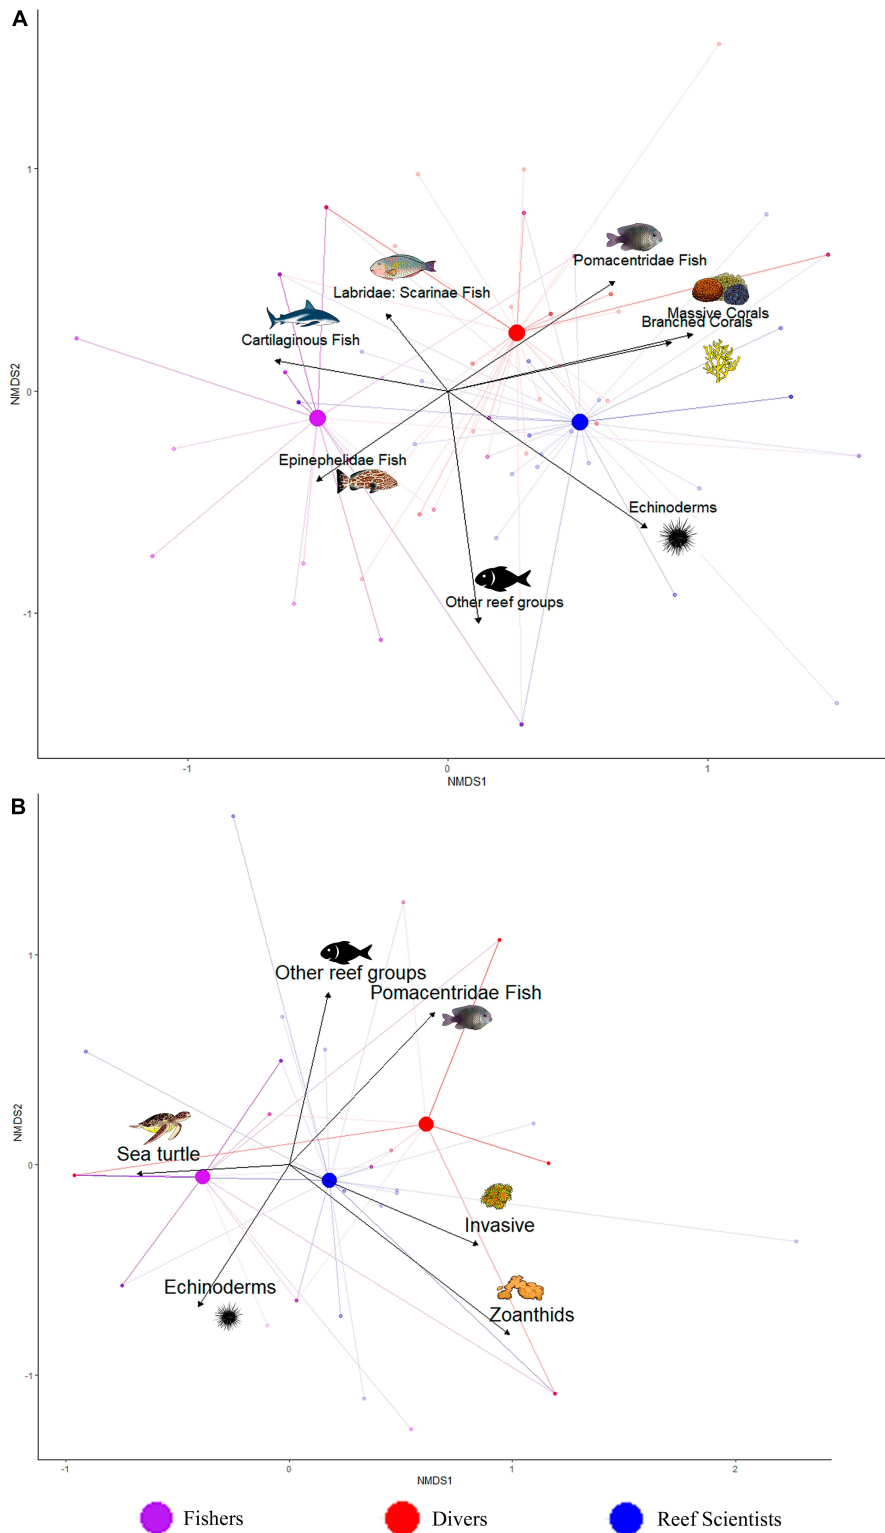 A
1
0
-1
NMDS2
Pomacentridae Fish
Labridae: Scarinae Fish
Massive Corals
Branched Corals
Cartilaginous Fish
Epinephelidae Fish
Echinoderms
Other reef groups
-1 0 1
NMDS1
B
1
0
-1
NMDS2
Other reef groups
Pomacentridae Fish
Sea turtle
Invasive
Echinoderms
Zoanthids
-1 0 1 2
NMDS1
Fishers Divers Reef Scientists